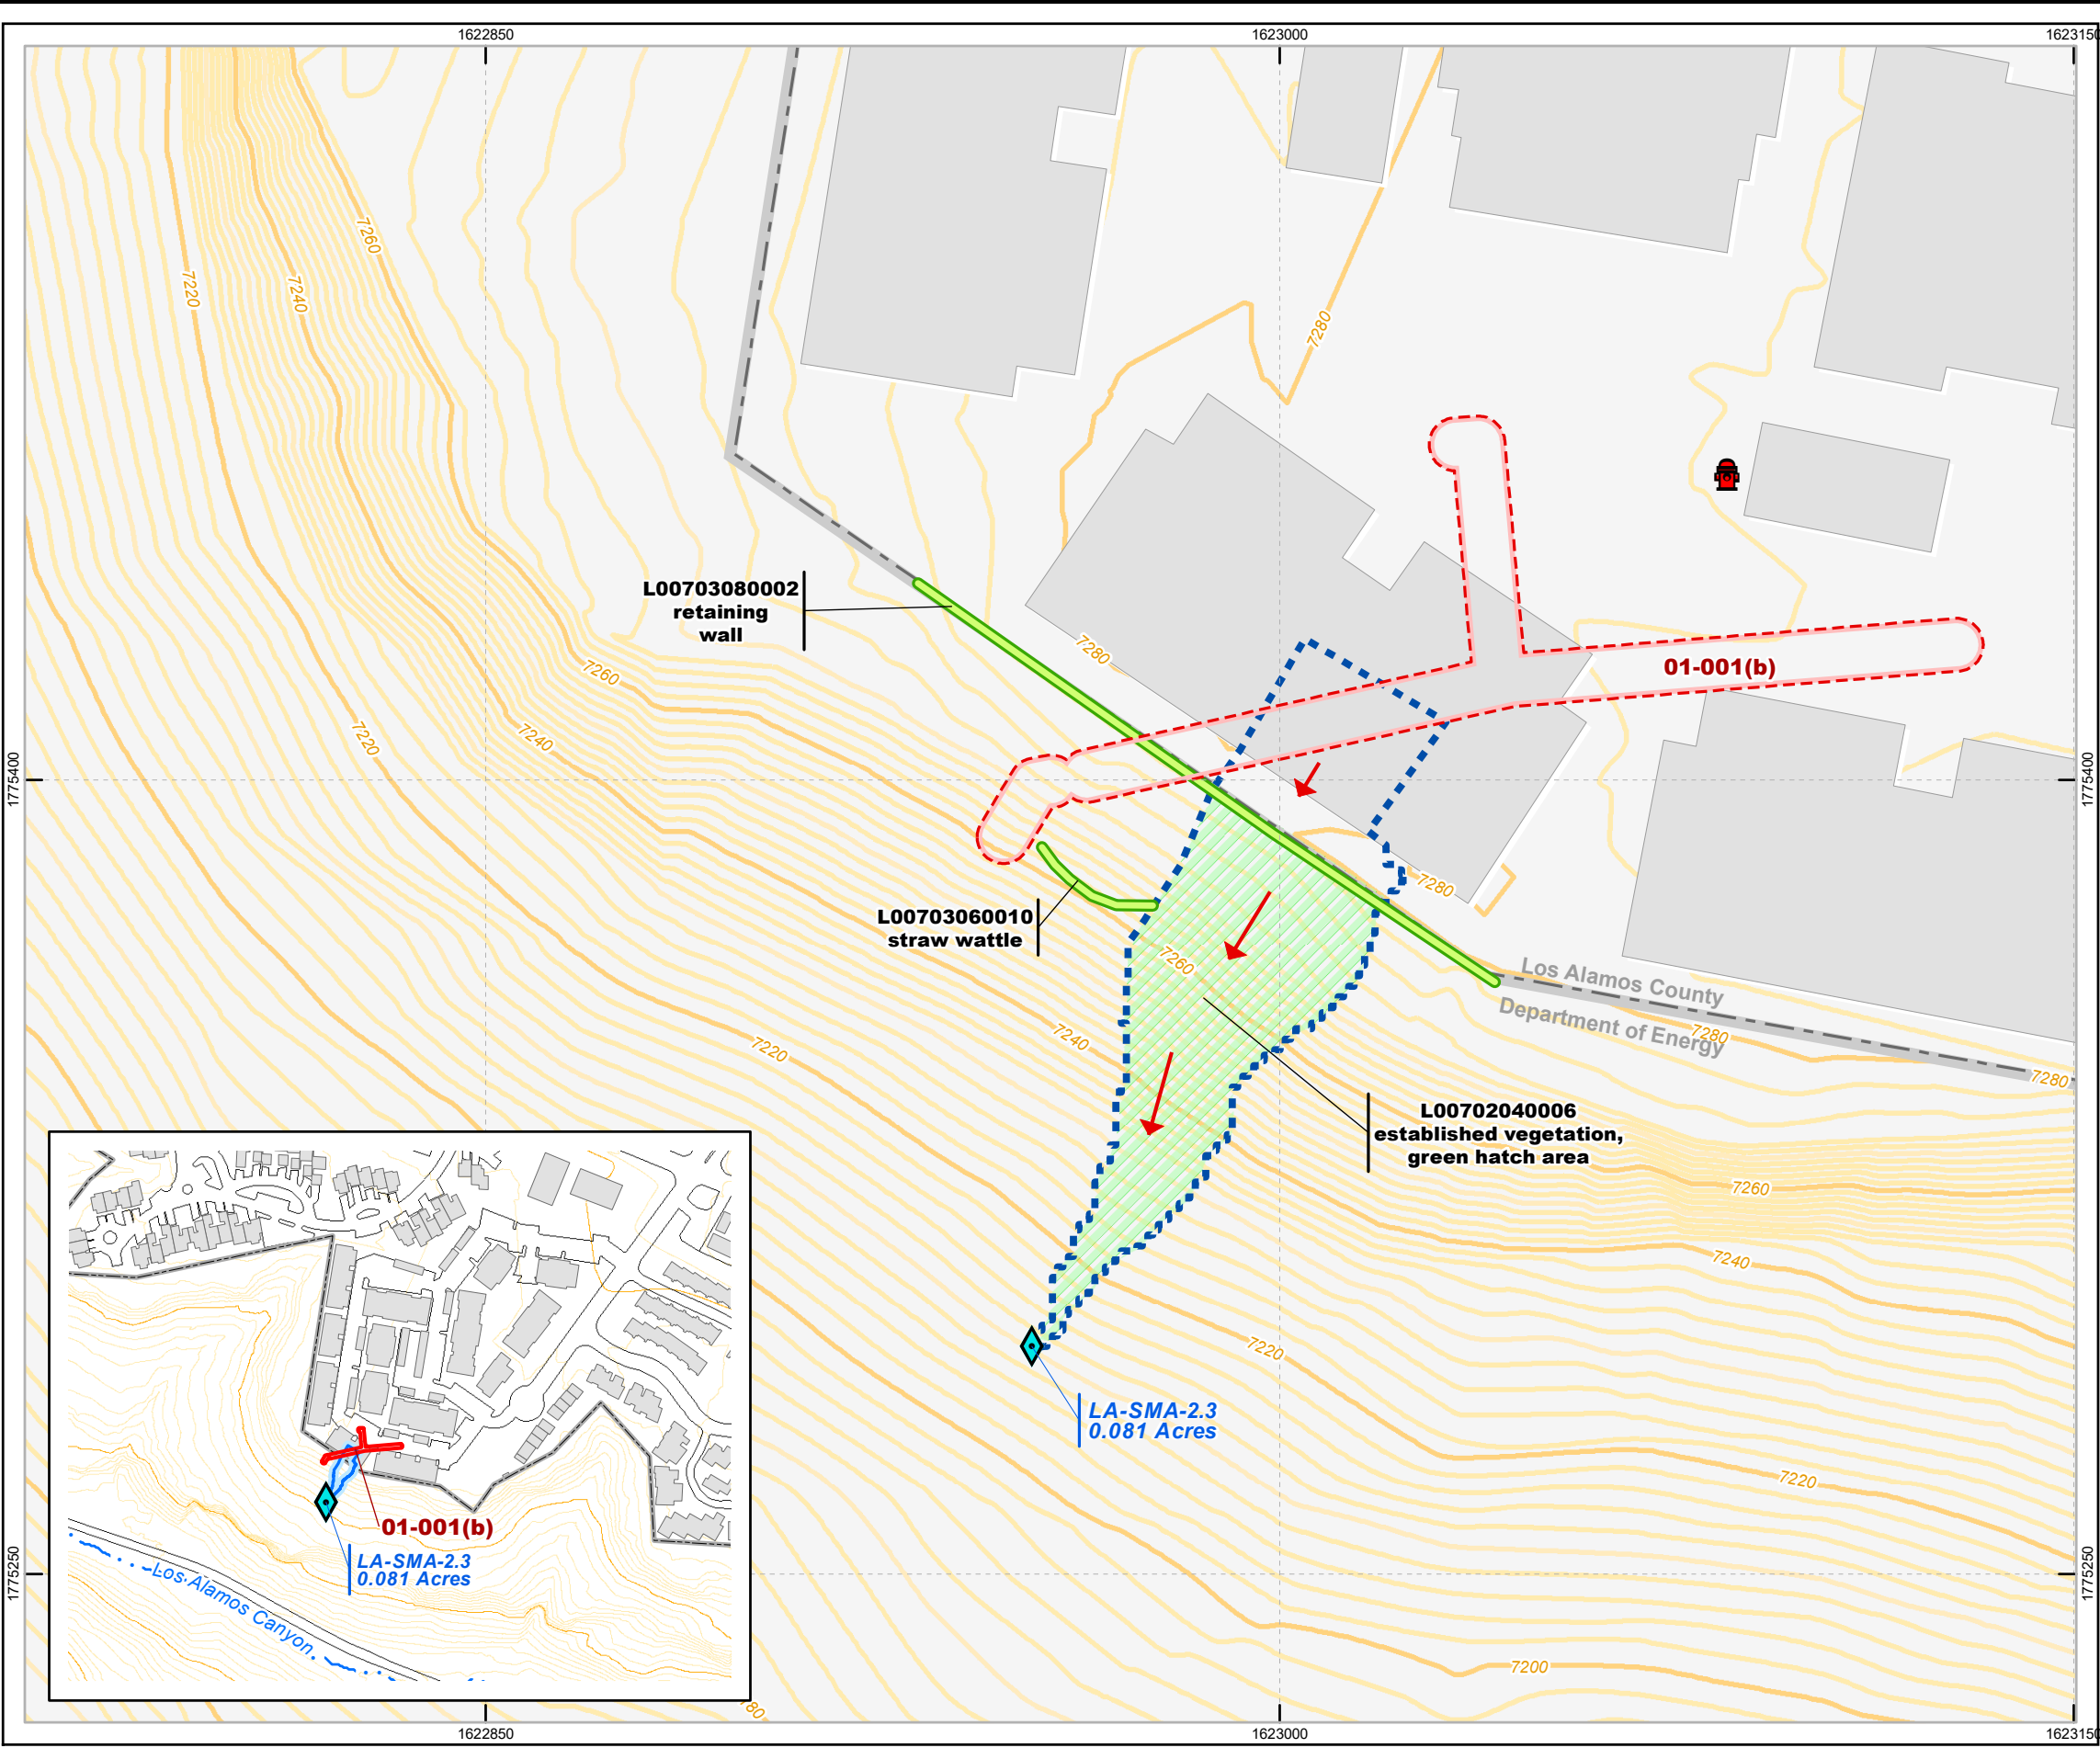 1622850
1623000
1623150
7260
7220
7240
7280
L00703080002
retaining
wall
7280
7260
01-001(b)
7220
7240
1775400
1775400
7280
L00703060010
straw wattle
7260
Los Alamos County
Department of Energy
7280
7240
7220
7280
L00702040006
established vegetation,
green hatch area
7260
7240
7220
LA-SMA-2.3
0.081 Acres
7220
01-001(b)
LA-SMA-2.3
0.081 Acres
Los Alamos Canyon
1775250
1775250
7200
1622850
1623000
1623150